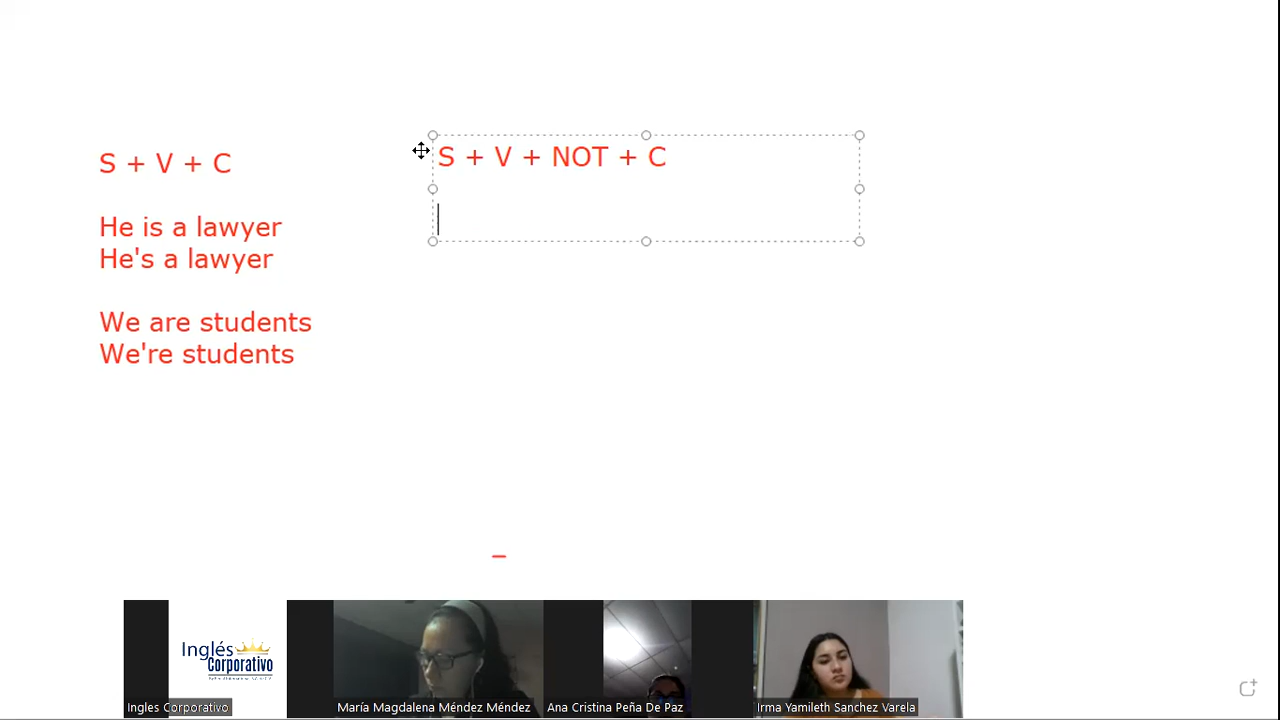 S + V + C
He is a lawyer
He's a lawyer
We are students
We're students
S + V + NOT + C
Inglés
Corporativo
Ingles Corporativo
María Magdalena Méndez Méndez
Ana Cristina Peña De Paz
Irma Yamileth Sanchez Varela